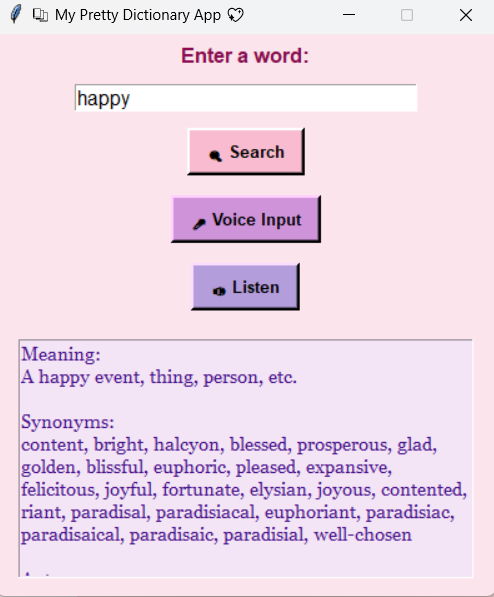 My Pretty Dictionary App
Enter a word:
happy
Search
Voice Input
Listen
Meaning:
A happy event, thing, person, etc.
Synonyms:
content, bright, halcyon, blessed, prosperous, glad,
golden, blissful, euphoric, pleased, expansive,
felicitous, joyful, fortunate, elysian, joyous, contented,
riant, paradisal, paradisiacal, euphoriant, paradisiac,
paradisaical, paradisaic, paradisial, well-chosen